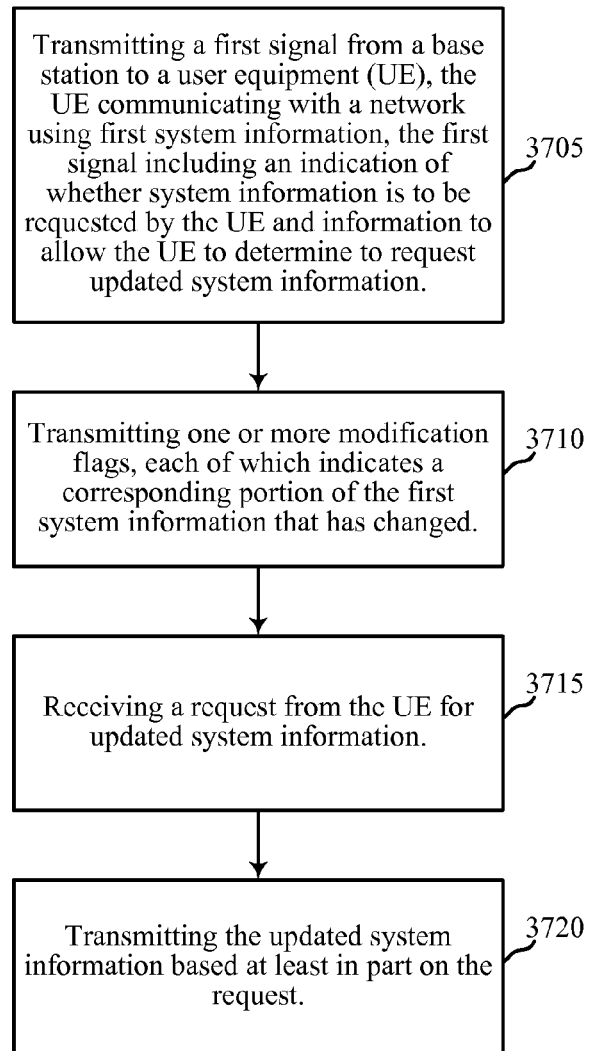 Transmitting a first signal from a base
station to a user equipment (UE), the
UE communicating with a network
using first system information, the first
signal including an indication of
whether system information is to be
requested by the UE and information to
allow the UE to determine to request
updated system information.
3705
Transmitting one or more modification
flags, each of which indicates a
corresponding portion of the first
system information that has changed.
3710
Receiving a request from the UE for
updated system information.
3715
Transmitting the updated system
information based at least in part on the
request.
3720